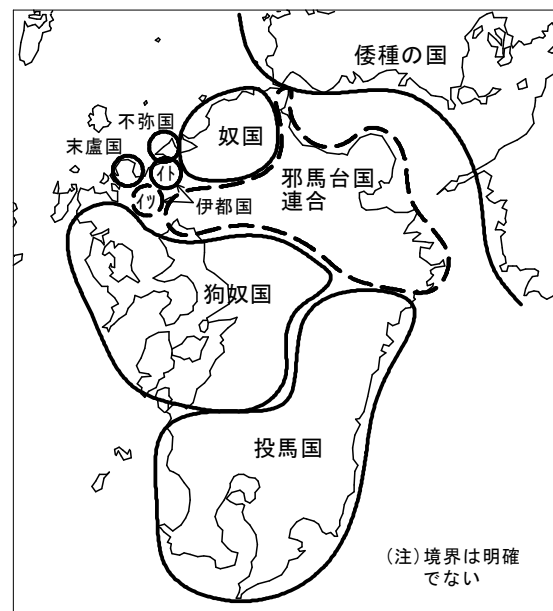 倭種の国
不弥国
奴国
末盧国
イト
邪馬台国
連合
イツ
伊都国
狗奴国
投馬国
(注)境界は明確
でない